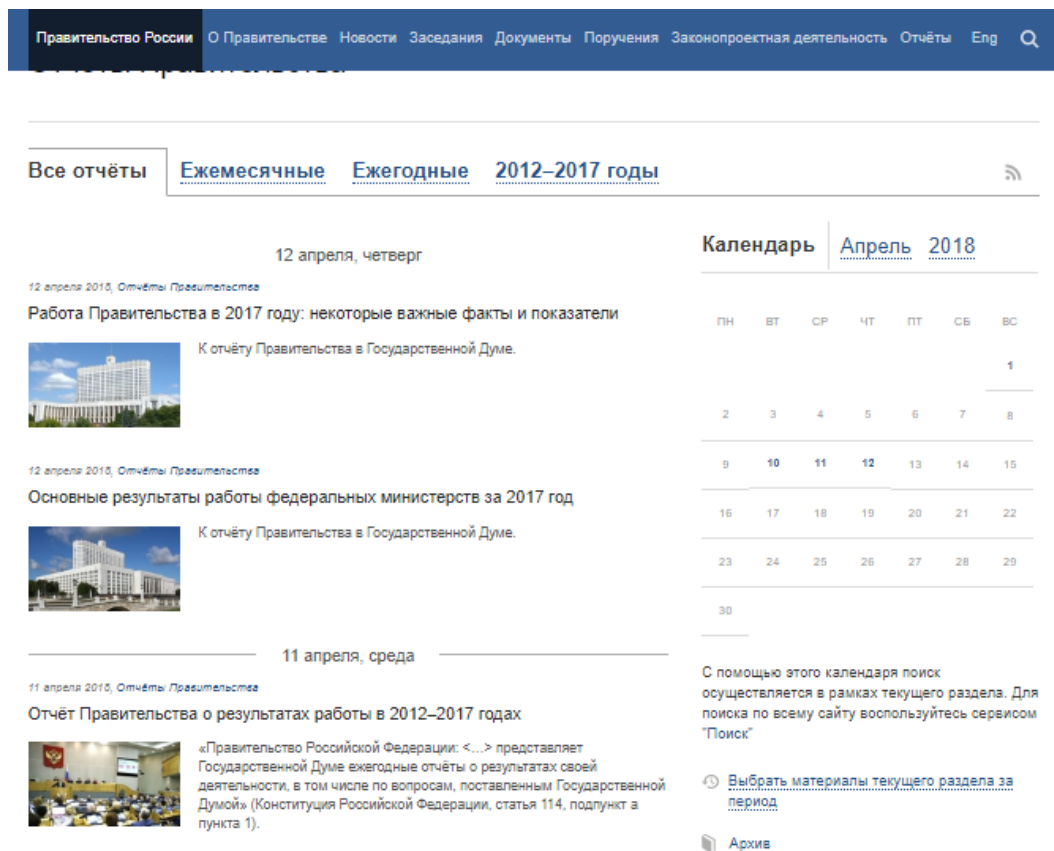 Правительство России О Правительстве Новости Заседания Документы Поручения Законопроектная деятельность Отчёты Eng
Все отчёты Ежемесячные Ежегодные 2012–2017 годы
12 апреля, четверг
12 апреля 2018, Отчёты Правительства
Работа Правительства в 2017 году: некоторые важные факты и показатели
К отчёту Правительства в Государственной Думе.
12 апреля 2018, Отчёты Правительства
Основные результаты работы федеральных министерств за 2017 год
К отчёту Правительства в Государственной Думе.
11 апреля, среда
11 апреля 2018, Отчёты Правительства
Отчёт Правительства о результатах работы в 2012–2017 годах
«Правительство Российской Федерации: <…> представляет
Государственной Думе ежегодные отчёты о результатах своей
деятельности, в том числе по вопросам, поставленным Государственной
Думой» (Конституция Российской Федерации, статья 114, подпункт а
пункта 1).
Календарь Апрель 2018
ПН ВТ СР ЧТ ПТ СБ ВС
1
2 3 4 5 6 7 8
9 10 11 12 13 14 15
16 17 18 19 20 21 22
23 24 25 26 27 28 29
30
С помощью этого календаря поиск
осуществляется в рамках текущего раздела. Для
поиска по всему сайту воспользуйтесь сервисом
"Поиск"
Выбрать материалы текущего раздела за
период
Архив